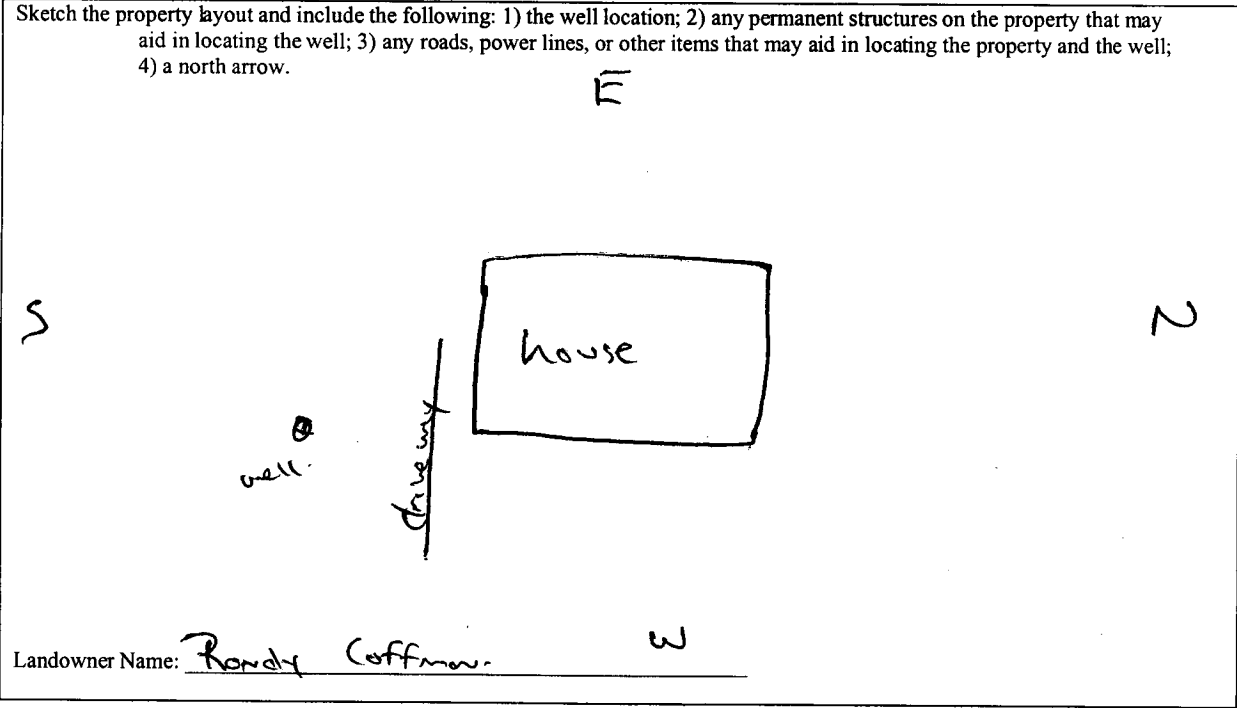 Sketch the property layout and include the following: 1) the well location; 2) any permanent structures on the property that may
aid in locating the well; 3) any roads, power lines, or other items that may aid in locating the property and the well;
4) a north arrow.
E
S
N
house
well.
driveway
W
Landowner Name: Randy Coffman